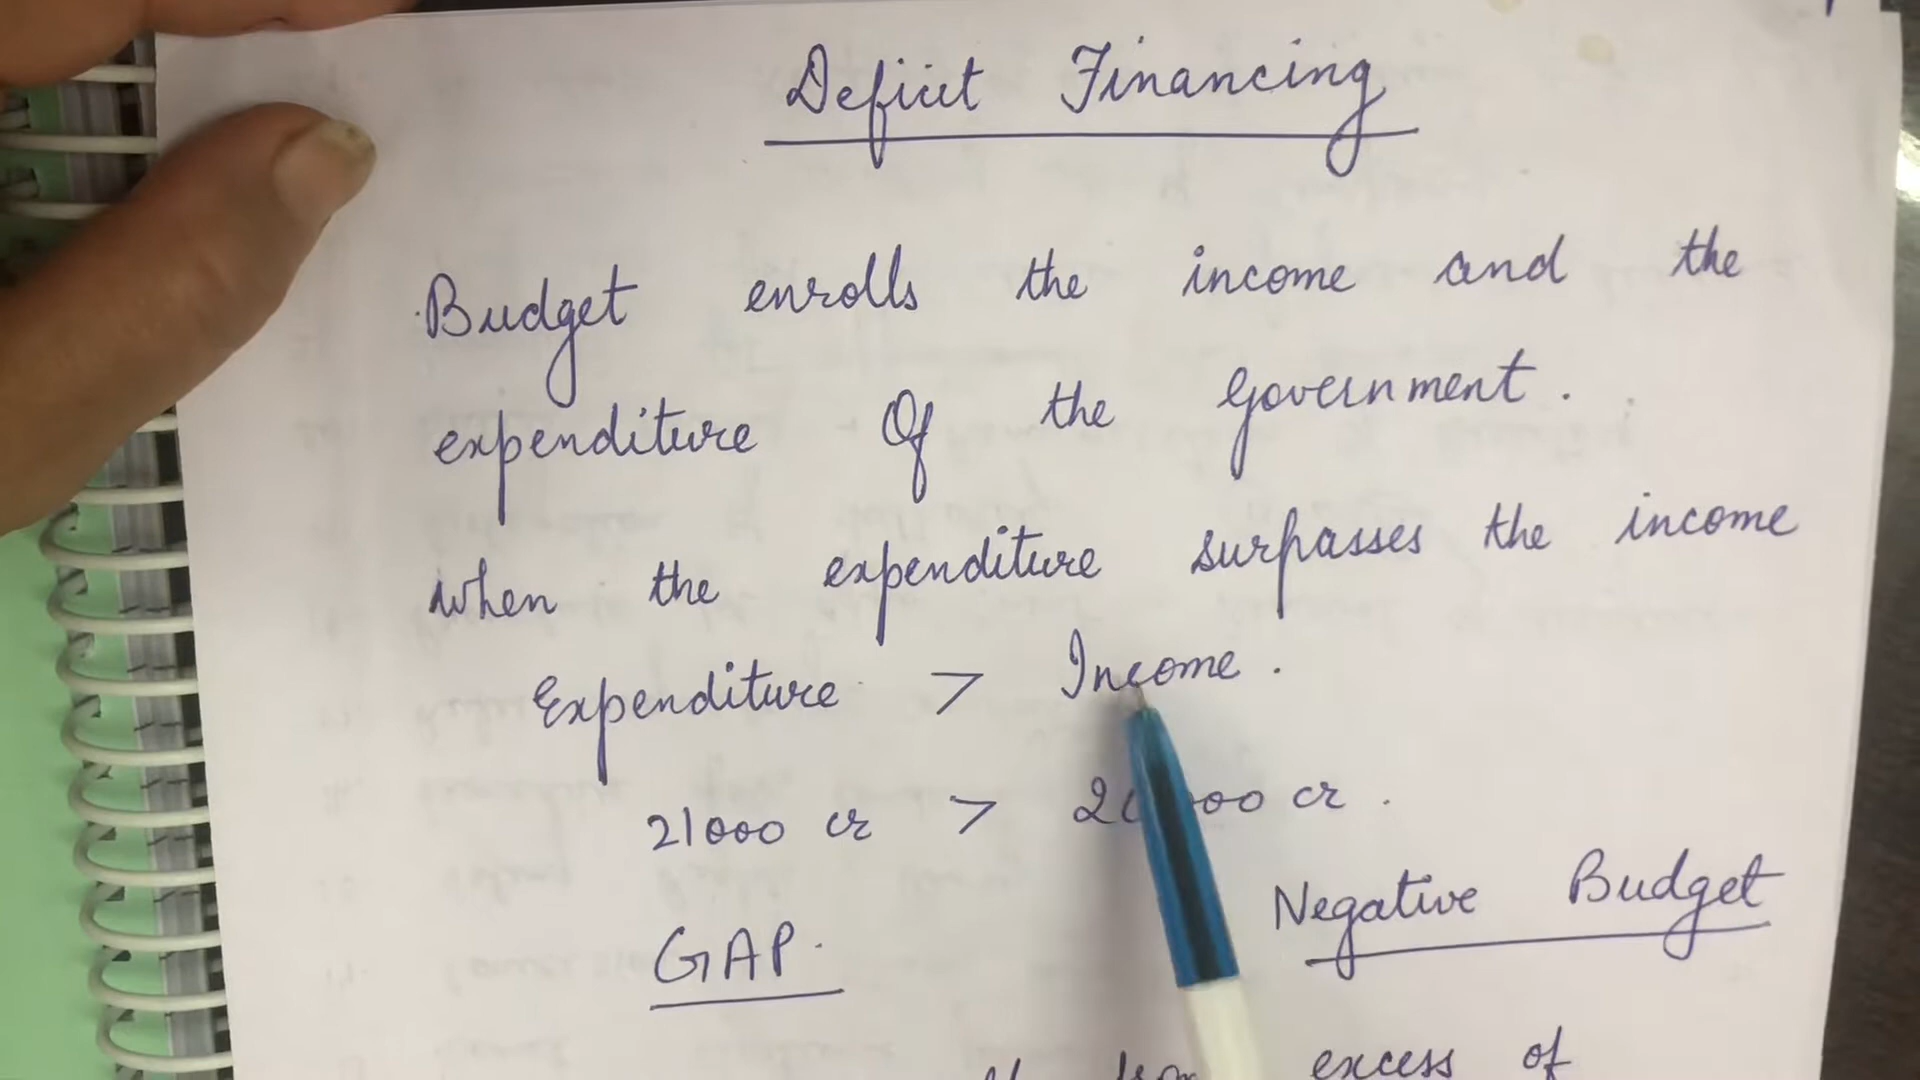 Deficit Financing
Budget enrolls the income and the
expenditure Of the Government.
when the expenditure surpasses the income
Expenditure > Income.
21000 cr > cr.
Negative Budget
GAP.
excess of